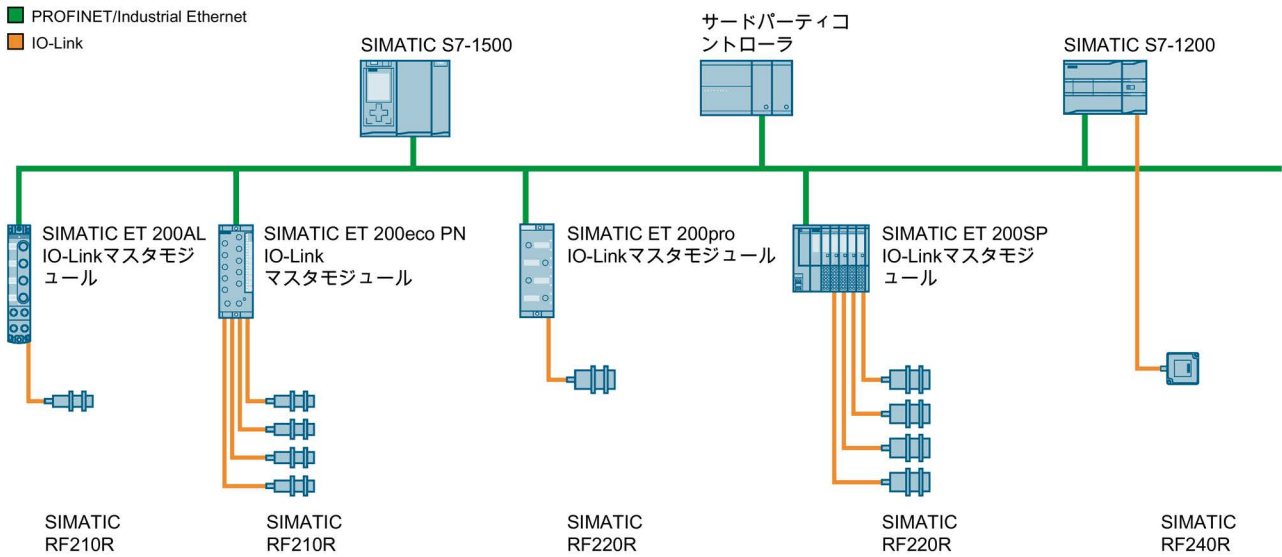 PROFINET/Industrial Ethernet
IO-Link
SIMATIC S7-1500
サードパーティコ
ントローラ
SIMATIC S7-1200
SIMATIC ET 200AL
IO-Linkマスタモジ
ュール
SIMATIC ET 200eco PN
IO-Link
マスタモジュール
SIMATIC ET 200pro
IO-Linkマスタモジュール
SIMATIC ET 200SP
IO-Linkマスタモジ
ュール
SIMATIC
RF210R
SIMATIC
RF210R
SIMATIC
RF220R
SIMATIC
RF220R
SIMATIC
RF240R